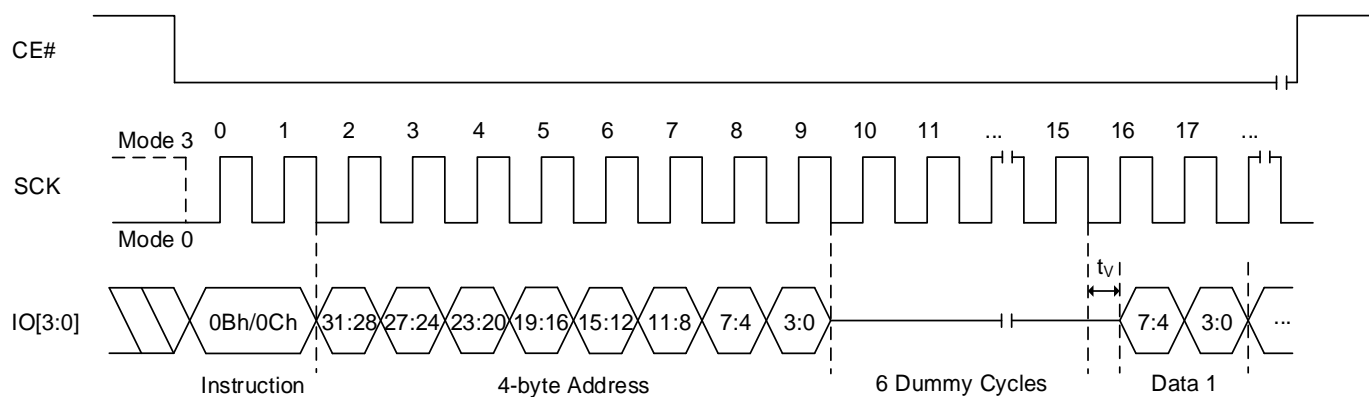 CE#
Mode 3
0 1 2 3 4 5 6 7 8 9 10 11 ... 15 16 17 ...
SCK
Mode 0
tV
IO[3:0]
0Bh/0Ch 31:28 27:24 23:20 19:16 15:12 11:8 7:4 3:0 7:4 3:0 ...
Instruction 4-byte Address 6 Dummy Cycles Data 1